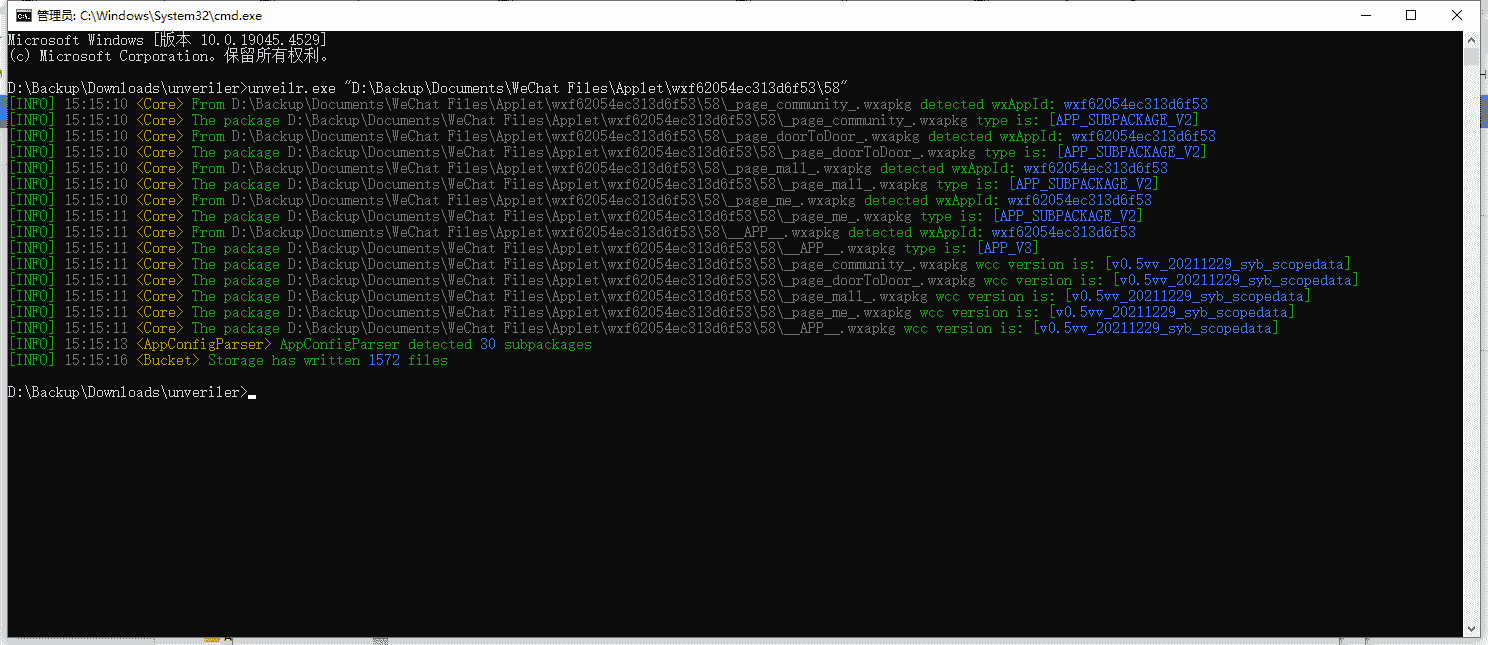 管理员: C:\Windows\System32\cmd.exe
Microsoft Windows [版本 10.0.19045.4529]
(c) Microsoft Corporation。保留所有权利。
D:\Backup\Downloads\unveriler>unveilr.exe "D:\Backup\Documents\WeChat Files\Applet\wxf62054ec313d6f53\58"
[INFO] 15:15:10 <Core> From D:\Backup\Documents\WeChat Files\Applet\wxf62054ec313d6f53\58\_page_community_.wxapkg detected wxAppId: wxf62054ec313d6f53
[INFO] 15:15:10 <Core> The package D:\Backup\Documents\WeChat Files\Applet\wxf62054ec313d6f53\58\_page_community_.wxapkg type is: [APP_SUBPACKAGE_V2]
[INFO] 15:15:10 <Core> From D:\Backup\Documents\WeChat Files\Applet\wxf62054ec313d6f53\58\_page_doorToDoor_.wxapkg detected wxAppId: wxf62054ec313d6f53
[INFO] 15:15:10 <Core> The package D:\Backup\Documents\WeChat Files\Applet\wxf62054ec313d6f53\58\_page_doorToDoor_.wxapkg type is: [APP_SUBPACKAGE_V2]
[INFO] 15:15:10 <Core> From D:\Backup\Documents\WeChat Files\Applet\wxf62054ec313d6f53\58\_page_mall_.wxapkg detected wxAppId: wxf62054ec313d6f53
[INFO] 15:15:10 <Core> The package D:\Backup\Documents\WeChat Files\Applet\wxf62054ec313d6f53\58\_page_mall_.wxapkg type is: [APP_SUBPACKAGE_V2]
[INFO] 15:15:10 <Core> From D:\Backup\Documents\WeChat Files\Applet\wxf62054ec313d6f53\58\_page_me_.wxapkg detected wxAppId: wxf62054ec313d6f53
[INFO] 15:15:11 <Core> The package D:\Backup\Documents\WeChat Files\Applet\wxf62054ec313d6f53\58\_page_me_.wxapkg type is: [APP_SUBPACKAGE_V2]
[INFO] 15:15:11 <Core> From D:\Backup\Documents\WeChat Files\Applet\wxf62054ec313d6f53\58\__APP__.wxapkg detected wxAppId: wxf62054ec313d6f53
[INFO] 15:15:11 <Core> The package D:\Backup\Documents\WeChat Files\Applet\wxf62054ec313d6f53\58\__APP__.wxapkg type is: [APP_V3]
[INFO] 15:15:11 <Core> The package D:\Backup\Documents\WeChat Files\Applet\wxf62054ec313d6f53\58\_page_community_.wxapkg wcc version is: [v0.5vv_20211229_syb_scopedata]
[INFO] 15:15:11 <Core> The package D:\Backup\Documents\WeChat Files\Applet\wxf62054ec313d6f53\58\_page_doorToDoor_.wxapkg wcc version is: [v0.5vv_20211229_syb_scopedata]
[INFO] 15:15:11 <Core> The package D:\Backup\Documents\WeChat Files\Applet\wxf62054ec313d6f53\58\_page_mall_.wxapkg wcc version is: [v0.5vv_20211229_syb_scopedata]
[INFO] 15:15:11 <Core> The package D:\Backup\Documents\WeChat Files\Applet\wxf62054ec313d6f53\58\_page_me_.wxapkg wcc version is: [v0.5vv_20211229_syb_scopedata]
[INFO] 15:15:11 <Core> The package D:\Backup\Documents\WeChat Files\Applet\wxf62054ec313d6f53\58\__APP__.wxapkg wcc version is: [v0.5vv_20211229_syb_scopedata]
[INFO] 15:15:13 <AppConfigParser> AppConfigParser detected 30 subpackages
[INFO] 15:15:16 <Bucket> Storage has written 1572 files
D:\Backup\Downloads\unveriler>